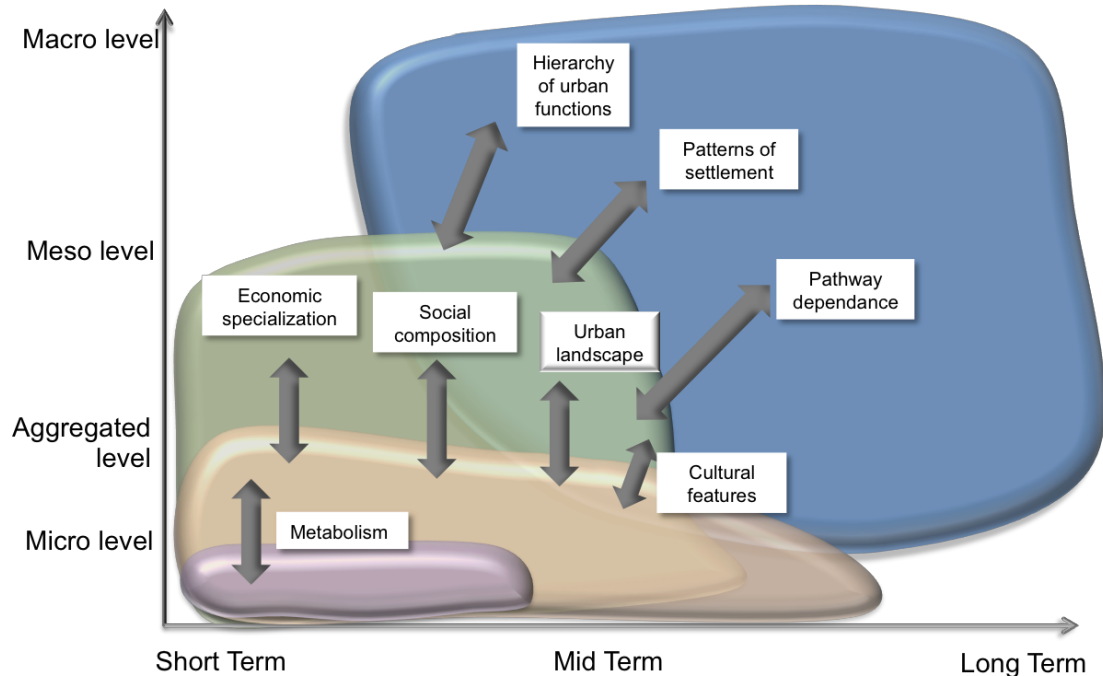 Macro level
Hierarchy
of urban
functions
Patterns of
settlement
Meso level
Economic
specialization
Social
composition
Urban
landscape
Pathway
dependance
Aggregated
level
Cultural
features
Micro level
Metabolism
Short Term
Mid Term
Long Term